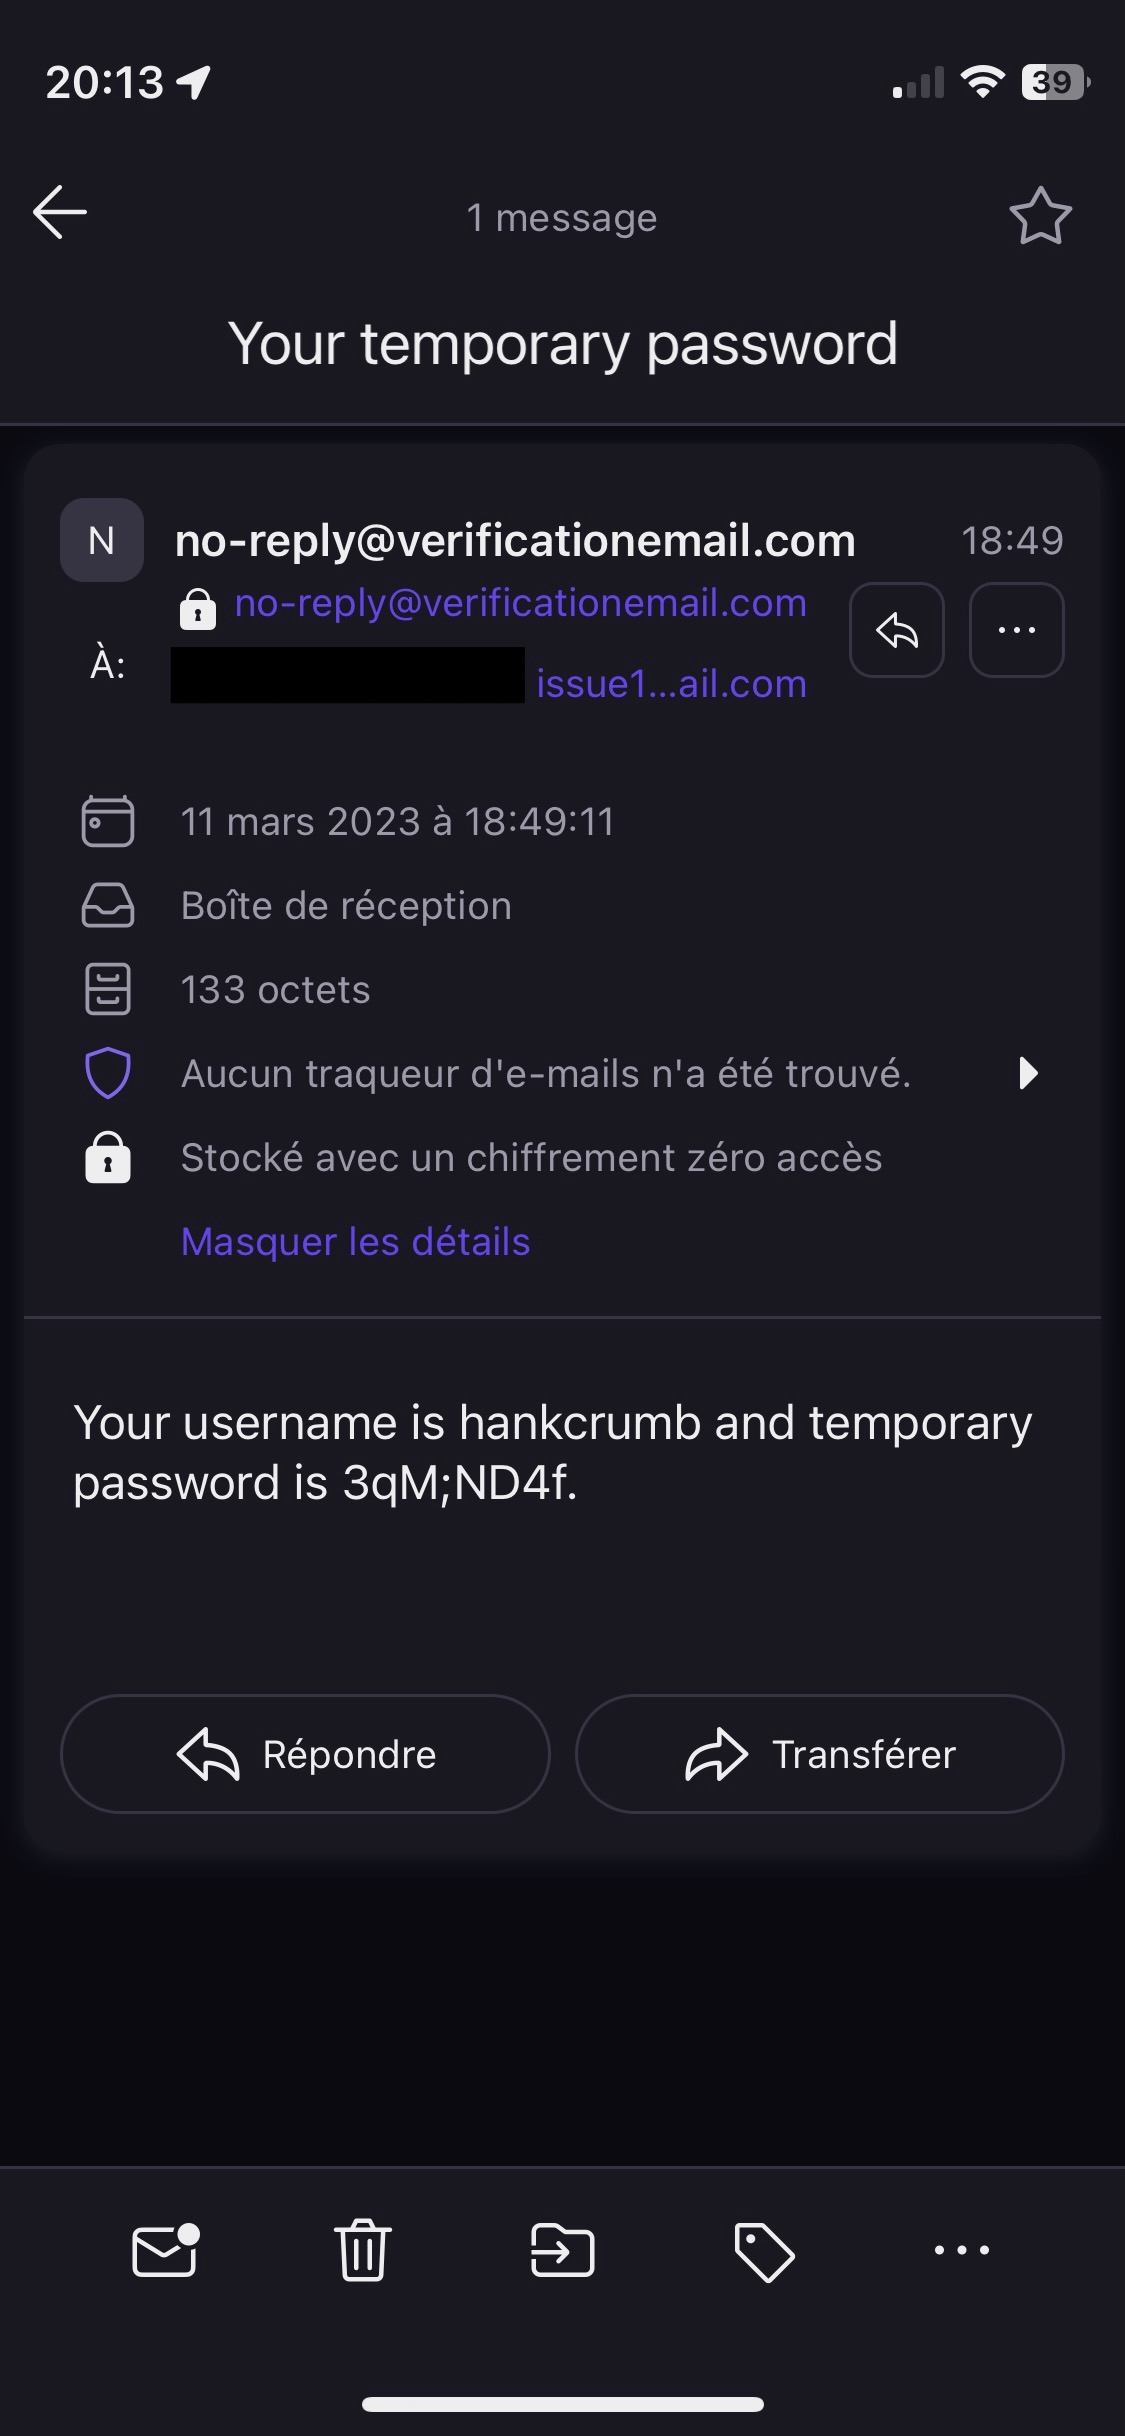 20:13
39
1 message
Your temporary password
N
no-reply@verificationemail.com
18:49
no-reply@verificationemail.com
À:
issue1...ail.com
11 mars 2023 à 18:49:11
Boîte de réception
133 octets
Aucun traqueur d'e-mails n'a été trouvé.
Stocké avec un chiffrement zéro accès
Masquer les détails
Your username is hankcrumb and temporary
password is 3qM;ND4f.
Répondre
Transférer